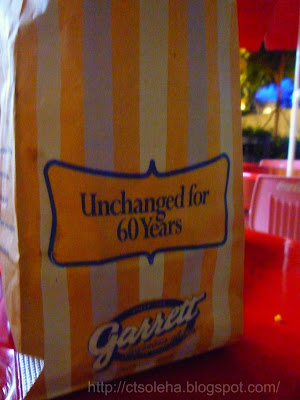 Unchanged for
60 Years
Garrett
http://ctsoleha.blogspot.com/